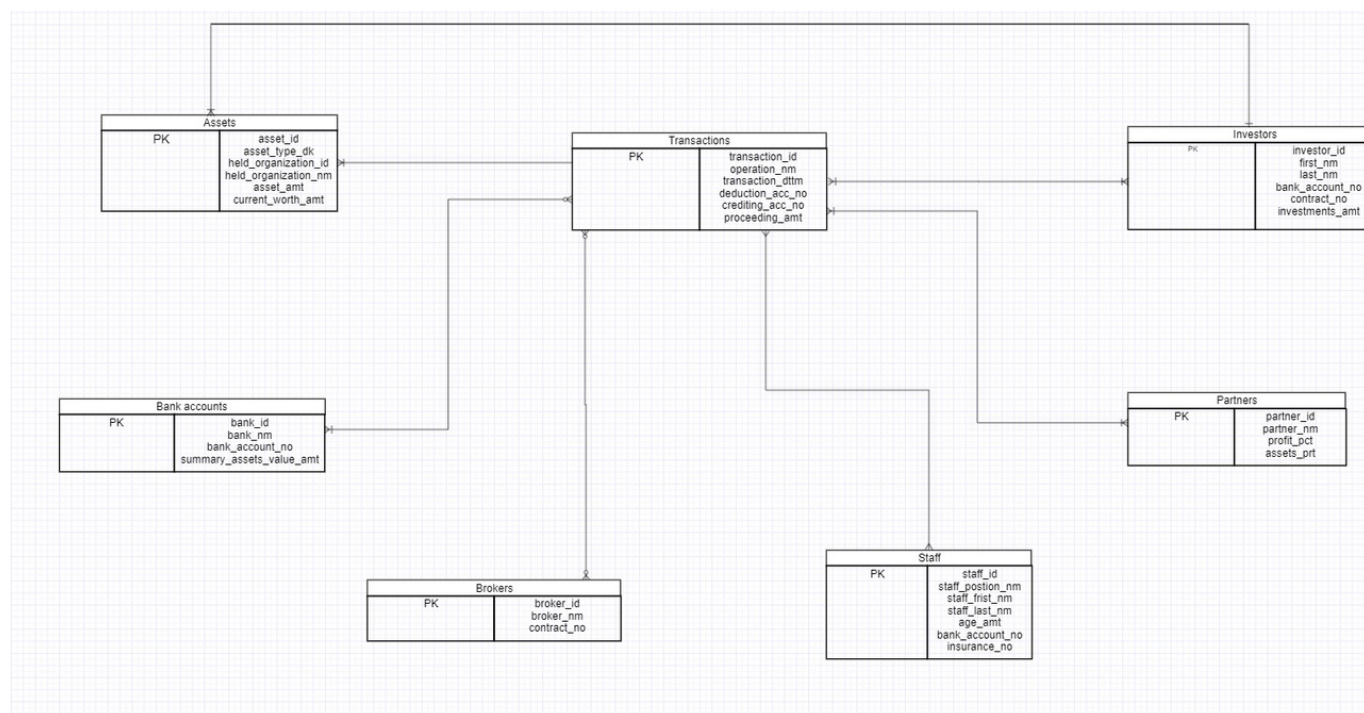 Assets
PK
asset_id
asset_type_dk
held_organization_id
held_organization_nm
asset_amt
current_worth_amt
Transactions
PK
transaction_id
operation_nm
transaction_dttm
deduction_acc_no
crediting_acc_no
proceeding_amt
Investors
PK
investor_id
first_nm
last_nm
bank_account_no
contract_no
investments_amt
Bank accounts
PK
bank_id
bank_nm
bank_account_no
summary_assets_value_amt
Partners
PK
partner_id
partner_nm
profit_pct
assets_prt
Brokers
PK
broker_id
broker_nm
contract_no
Staff
PK
staff_id
staff_postion_nm
staff_frist_nm
staff_last_nm
age_amt
bank_account_no
insurance_no